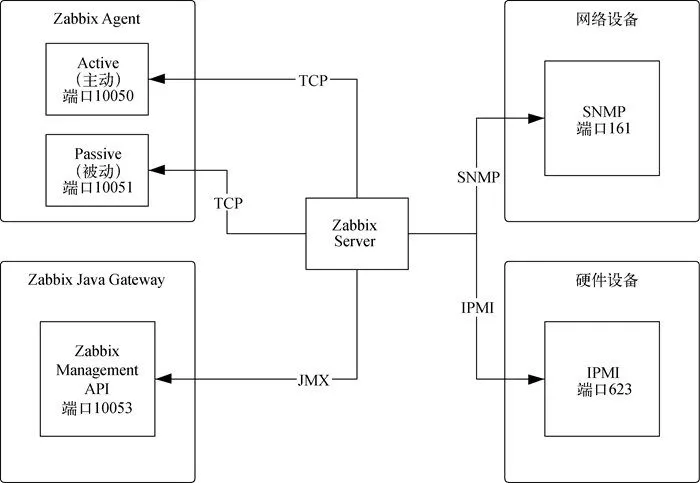 Zabbix Agent
Active
（主动）
端口10050
Passive
（被动）
端口10051
TCP
TCP
Zabbix
Server
Zabbix Java Gateway
Zabbix
Management
API
端口10053
JMX
网络设备
SNMP
端口161
SNMP
IPMI
硬件设备
IPMI
端口623